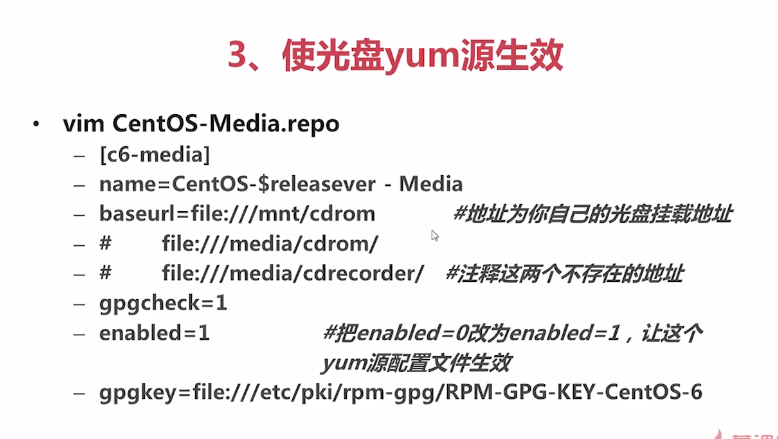 3、使光盘yum源生效
• vim CentOS-Media.repo
– [c6-media]
– name=CentOS-$releasever - Media
– baseurl=file:///mnt/cdrom #地址为你自己的光盘挂载地址
– # file:///media/cdrom/
– # file:///media/cdrecorder/ #注释这两个不存在的地址
– gpgcheck=1
– enabled=1 #把enabled=0改为enabled=1，让这个
yum源配置文件生效
– gpgkey=file:///etc/pki/rpm-gpg/RPM-GPG-KEY-CentOS-6